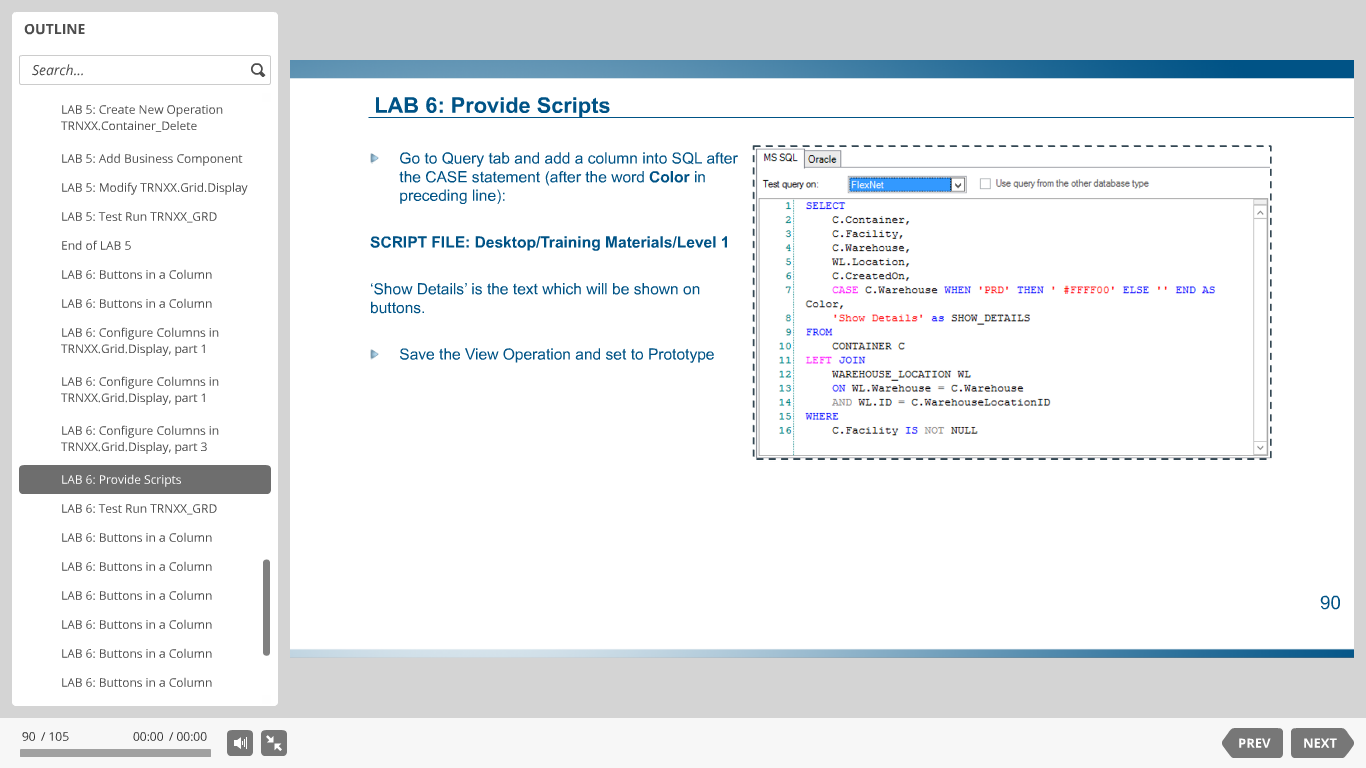 OUTLINE
Search...
LAB 5: Create New Operation
TRNXX.Container_Delete
LAB 5: Add Business Component
LAB 5: Modify TRNXX.Grid.Display
LAB 5: Test Run TRNXX_GRD
End of LAB 5
LAB 6: Buttons in a Column
LAB 6: Buttons in a Column
LAB 6: Configure Columns in
TRNXX.Grid.Display, part 1
LAB 6: Configure Columns in
TRNXX.Grid.Display, part 1
LAB 6: Configure Columns in
TRNXX.Grid.Display, part 3
LAB 6: Provide Scripts
LAB 6: Test Run TRNXX_GRD
LAB 6: Buttons in a Column
LAB 6: Buttons in a Column
LAB 6: Buttons in a Column
LAB 6: Buttons in a Column
LAB 6: Buttons in a Column
LAB 6: Buttons in a Column
LAB 6: Provide Scripts
Go to Query tab and add a column into SQL after
the CASE statement (after the word Color in
preceding line):
SCRIPT FILE: Desktop/Training Materials/Level 1
‘Show Details’ is the text which will be shown on
buttons.
Save the View Operation and set to Prototype
MS SQL Oracle
Test query on: FlexNet Use query from the other database type
1 SELECT
2 C.Container,
3 C.Facility,
4 C.Warehouse,
5 WL.Location,
6 C.CreatedOn,
7 CASE C.Warehouse WHEN 'PRD' THEN ' #FFFF00' ELSE '' END AS
Color,
8 'Show Details' as SHOW_DETAILS
9 FROM
10 CONTAINER C
11 LEFT JOIN
12 WAREHOUSE_LOCATION WL
13 ON WL.Warehouse = C.Warehouse
14 AND WL.ID = C.WarehouseLocationID
15 WHERE
16 C.Facility IS NOT NULL
90
90 / 105 00:00 / 00:00
PREV NEXT